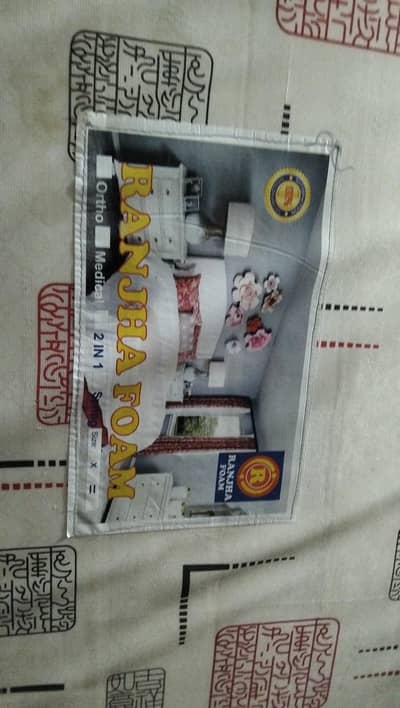 RANJHA FOAM
Ortho Medical 2 IN 1
Size: x =
RANJHA
FOAM
R